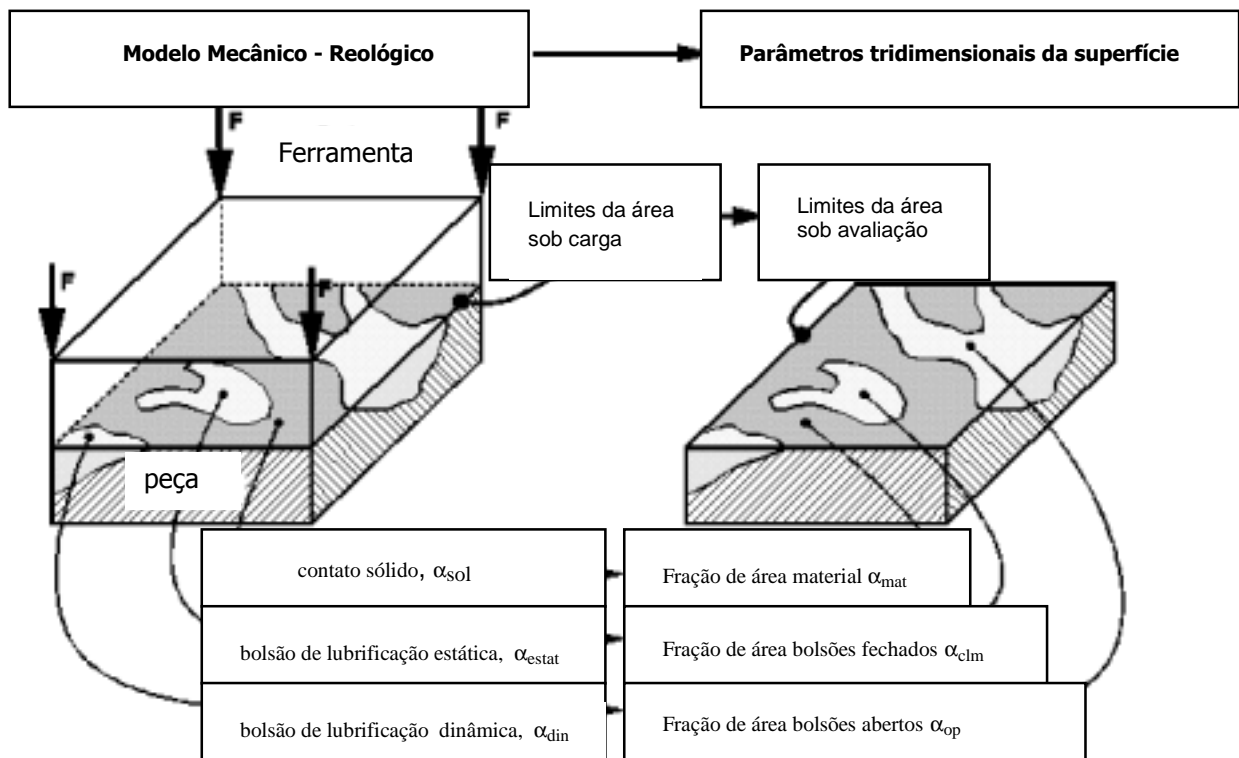 Modelo Mecânico - Reológico
Parâmetros tridimensionais da superfície
F
F
Ferramenta
Limites da área
sob carga
Limites da área
sob avaliação
F
F
peça
contato sólido, αsol
Fração de área material αmat
bolsão de lubrificação estática, αestat
Fração de área bolsões fechados αclm
bolsão de lubrificação dinâmica, αdin
Fração de área bolsões abertos αop